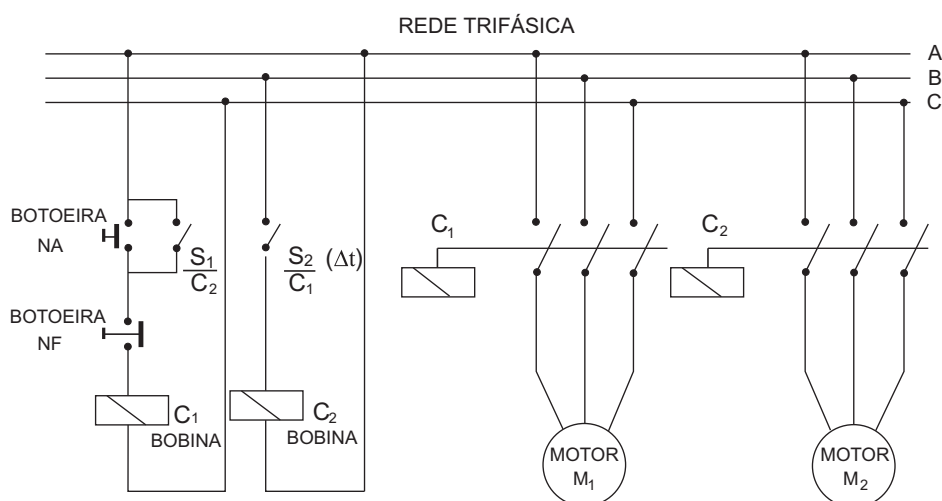 REDE TRIFÁSICA
A
B
C
BOTOEIRA
NA
S1
C2
S2 (Δt)
C1
BOTOEIRA
NF
C1
BOBINA
C2
BOBINA
C1
C2
MOTOR
M1
MOTOR
M2